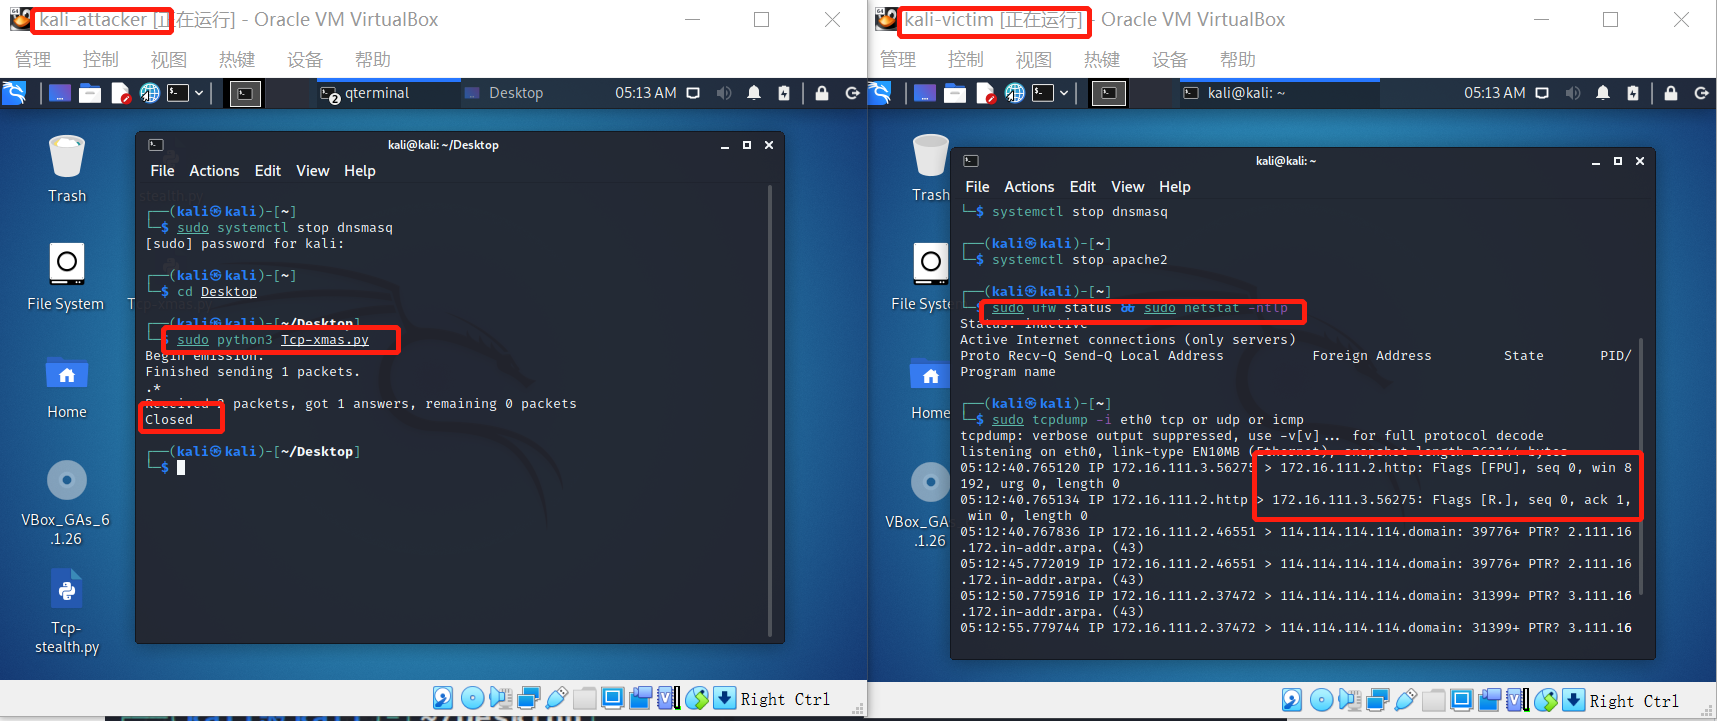 kali-attacker [正在运行] - Oracle VM VirtualBox
管理 控制 视图 热键 设备 帮助
2 qterminal Desktop 05:13 AM
Trash
File System
Home
VBox_GAs_6
.1.26
Tcp-
stealth.py
kali@kali: ~/Desktop
File Actions Edit View Help
┌──(kali㉿kali)-[~]
└─$ sudo systemctl stop dnsmasq
[sudo] password for kali:
┌──(kali㉿kali)-[~]
└─$ cd Desktop
┌──(kali㉿kali)-[~/Desktop]
└─$ sudo python3 Tcp-xmas.py
Begin emission:
Finished sending 1 packets.
.*
Received 2 packets, got 1 answers, remaining 0 packets
Closed
┌──(kali㉿kali)-[~/Desktop]
└─$
Right Ctrl
kali-victim [正在运行] - Oracle VM VirtualBox
管理 控制 视图 热键 设备 帮助
kali@kali: ~ 05:13 AM
Trash
File Syste
Home
VBox_GA
.1.26
kali@kali: ~
File Actions Edit View Help
└─$ systemctl stop dnsmasq
┌──(kali㉿kali)-[~]
└─$ systemctl stop apache2
┌──(kali㉿kali)-[~]
└─$ sudo ufw status && sudo netstat -ntlp
Status: inactive
Active Internet connections (only servers)
Proto Recv-Q Send-Q Local Address Foreign Address State PID/
Program name
┌──(kali㉿kali)-[~]
└─$ sudo tcpdump -i eth0 tcp or udp or icmp
tcpdump: verbose output suppressed, use -v[v]... for full protocol decode
listening on eth0, link-type EN10MB (Ethernet), snapshot length 262144 bytes
05:12:40.765120 IP 172.16.111.3.56275 > 172.16.111.2.http: Flags [FPU], seq 0, win 8
192, urg 0, length 0
05:12:40.765134 IP 172.16.111.2.http > 172.16.111.3.56275: Flags [R.], seq 0, ack 1,
win 0, length 0
05:12:40.767836 IP 172.16.111.2.46551 > 114.114.114.114.domain: 39776+ PTR? 2.111.16
.172.in-addr.arpa. (43)
05:12:45.772019 IP 172.16.111.2.46551 > 114.114.114.114.domain: 39776+ PTR? 2.111.16
.172.in-addr.arpa. (43)
05:12:50.775916 IP 172.16.111.2.37472 > 114.114.114.114.domain: 31399+ PTR? 3.111.16
.172.in-addr.arpa. (43)
05:12:55.779744 IP 172.16.111.2.37472 > 114.114.114.114.domain: 31399+ PTR? 3.111.16
Right Ctrl